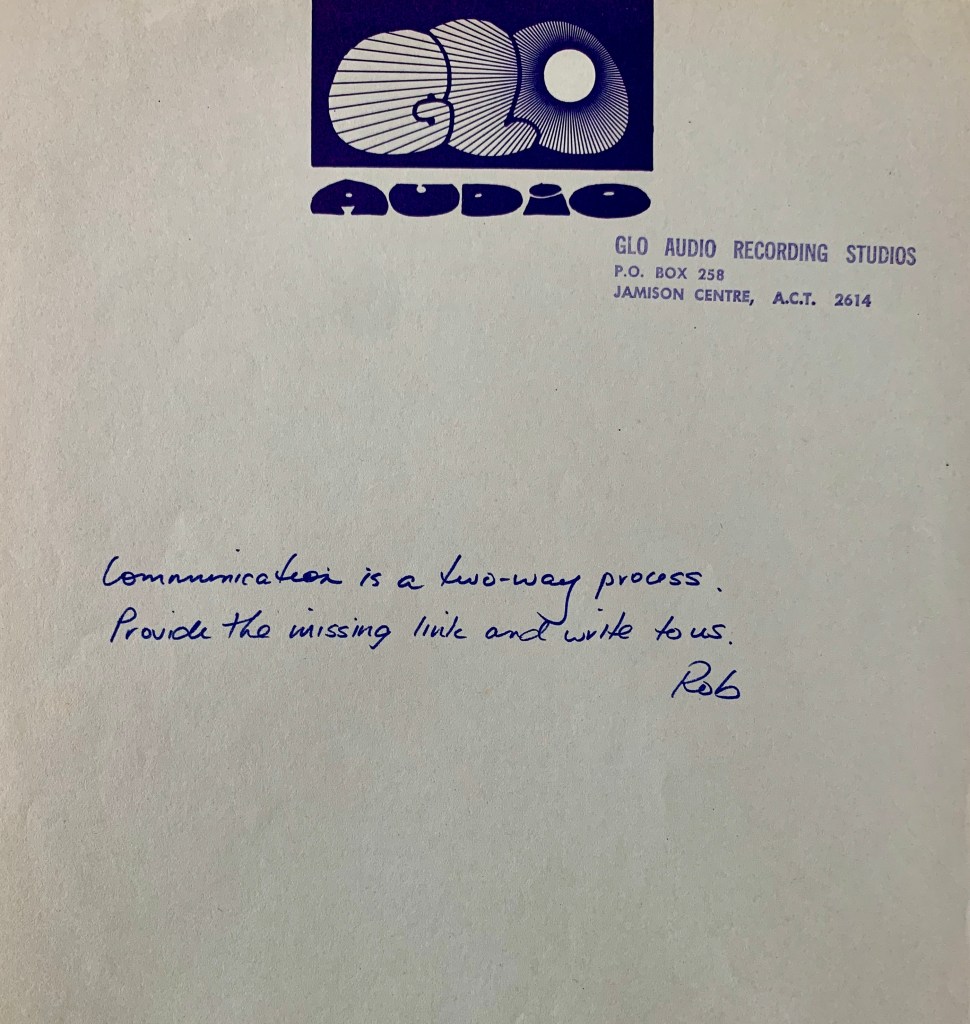 GLO
AUDIO
GLO AUDIO RECORDING STUDIOS
P.O. BOX 258
JAMISON CENTRE, A.C.T. 2614
Communication is a two-way process.
Provide the missing link and write to us.
Rob